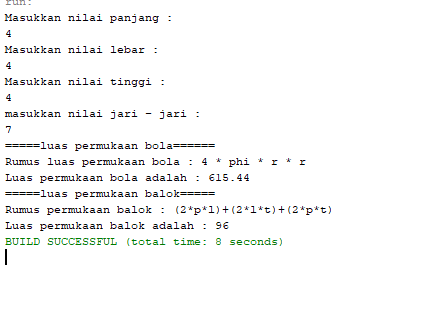 run:
Masukkan nilai panjang :
4
Masukkan nilai lebar :
4
Masukkan nilai tinggi :
4
masukkan nilai jari - jari :
7
=====luas permukaan bola======
Rumus luas permukaan bola : 4 * phi * r * r
Luas permukaan bola adalah : 615.44
=====luas permukaan balok=====
Rumus permukaan balok : (2*p*l)+(2*l*t)+(2*p*t)
Luas permukaan balok adalah : 96
BUILD SUCCESSFUL (total time: 8 seconds)